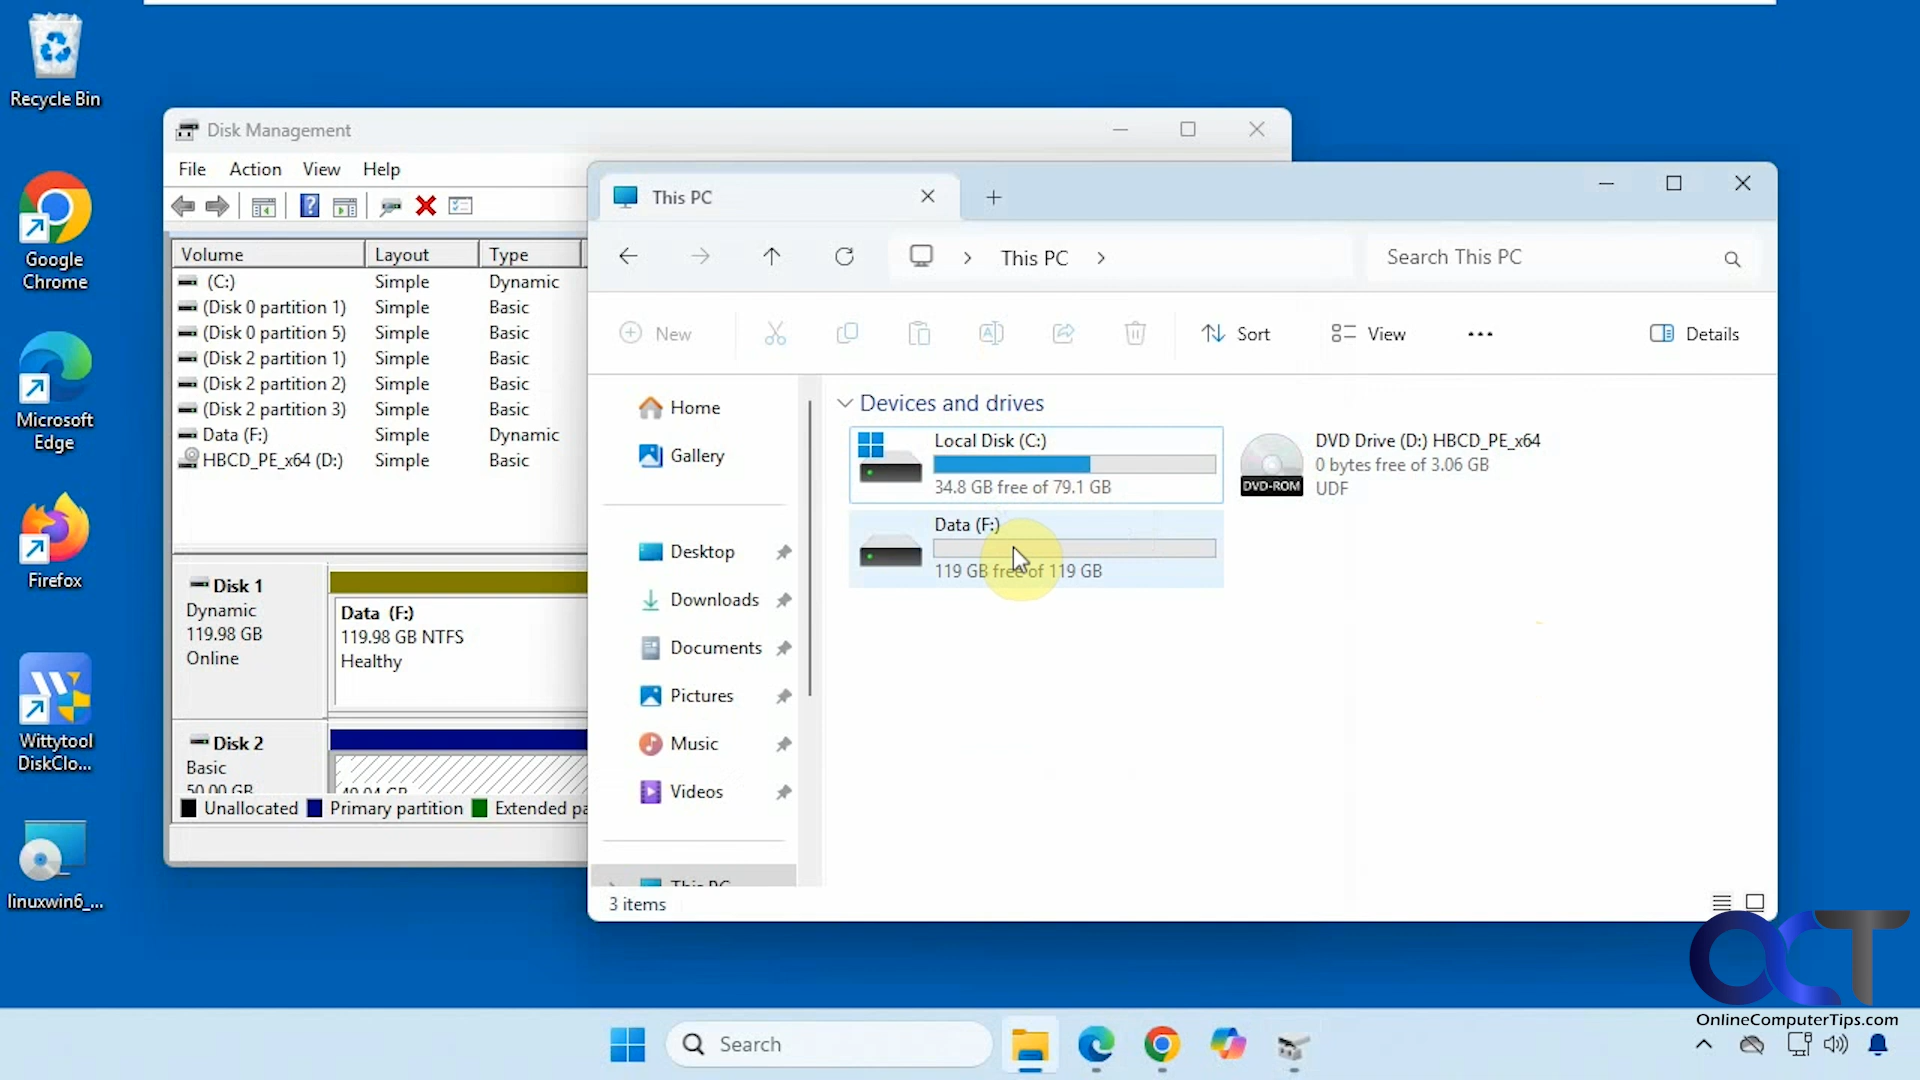 Recycle Bin
Google
Chrome
Microsoft
Edge
Firefox
Wittytool
DiskClo...
linuxwin6_...
Disk Management
File Action View Help
Volume Layout Type
(C:) Simple Dynamic
(Disk 0 partition 1) Simple Basic
(Disk 0 partition 5) Simple Basic
(Disk 2 partition 1) Simple Basic
(Disk 2 partition 2) Simple Basic
(Disk 2 partition 3) Simple Basic
Data (F:) Simple Dynamic
HBCD_PE_x64 (D:) Simple Basic
Disk 1
Dynamic
119.98 GB
Online
Data (F:)
119.98 GB NTFS
Healthy
Disk 2
Basic
50.00 GB
Unallocated Primary partition Extended pa
This PC
This PC
Search This PC
New Sort View Details
Home
Gallery
Desktop
Downloads
Documents
Pictures
Music
Videos
This PC
Devices and drives
Local Disk (C:)
34.8 GB free of 79.1 GB
DVD Drive (D:) HBCD_PE_x64
0 bytes free of 3.06 GB
UDF
DVD-ROM
Data (F:)
119 GB free of 119 GB
3 items
OCT
OnlineComputerTips.com
Search